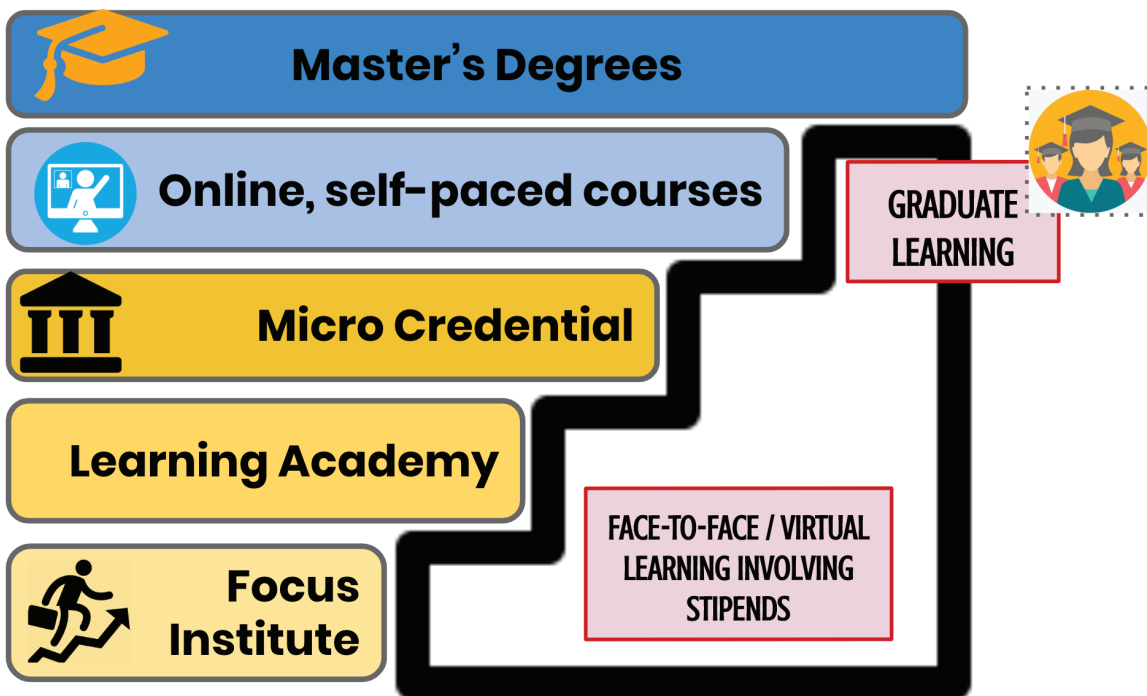 Master's Degrees
Online, self-paced courses
GRADUATE
LEARNING
Micro Credential
Learning Academy
FACE-TO-FACE / VIRTUAL
LEARNING INVOLVING
STIPENDS
Focus
Institute